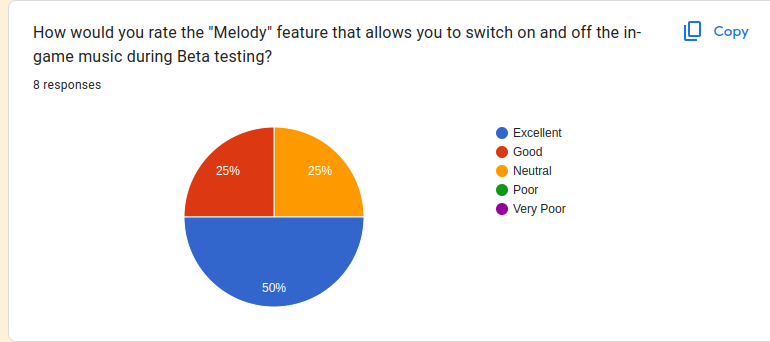 How would you rate the "Melody" feature that allows you to switch on and off the in-
game music during Beta testing?
Copy
8 responses
25%
25%
50%
Excellent
Good
Neutral
Poor
Very Poor